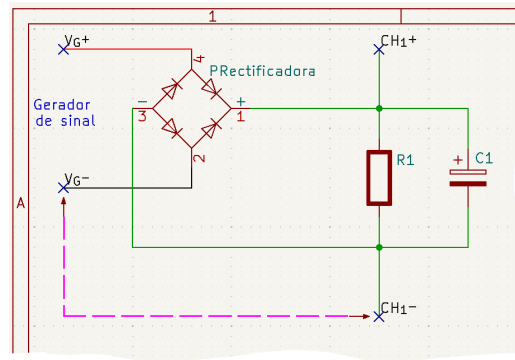 1
VG+
CH1+
4
PRectificadora
Gerador
de sinal
-
+
3
1
R1
+
C1
2
VG-
A
CH1-